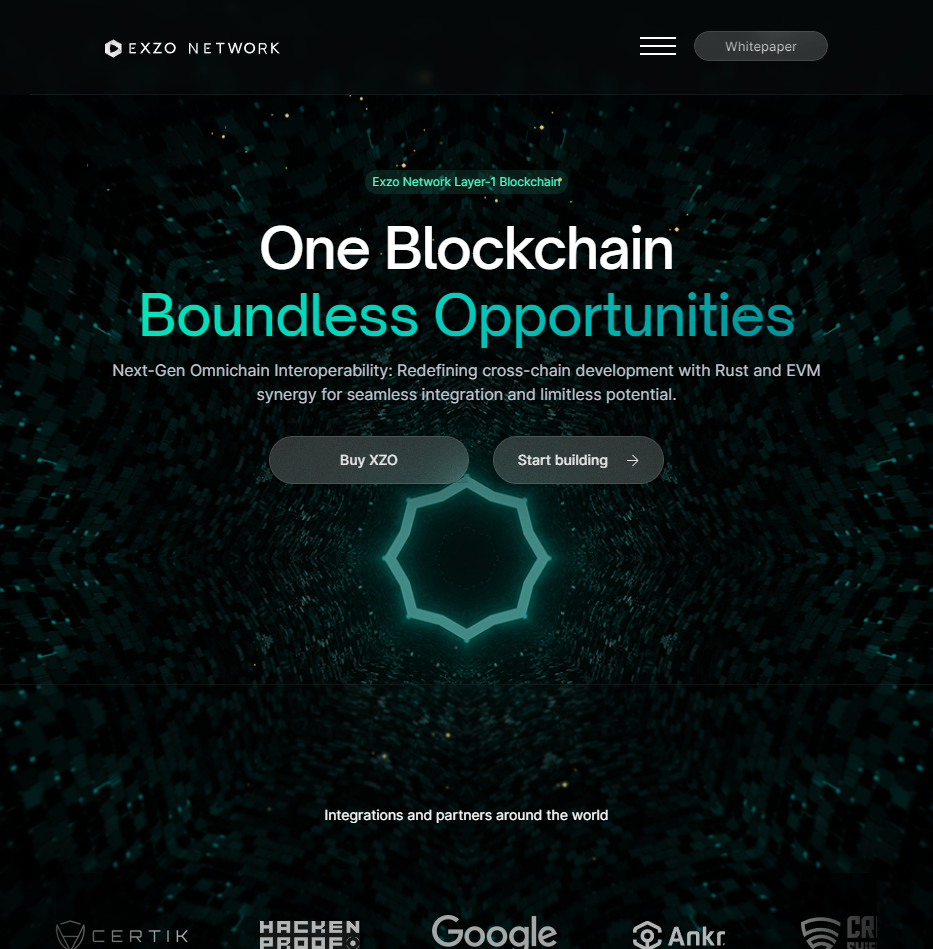 EXZO NETWORK
Whitepaper
Exzo Network Layer-1 Blockchain
One Blockchain
Boundless Opportunities
Next-Gen Omnichain Interoperability: Redefining cross-chain development with Rust and EVM
synergy for seamless integration and limitless potential.
Buy XZO
Start building →
Integrations and partners around the world
CERTIK
HACKEN
PROOF
Google
Ankr